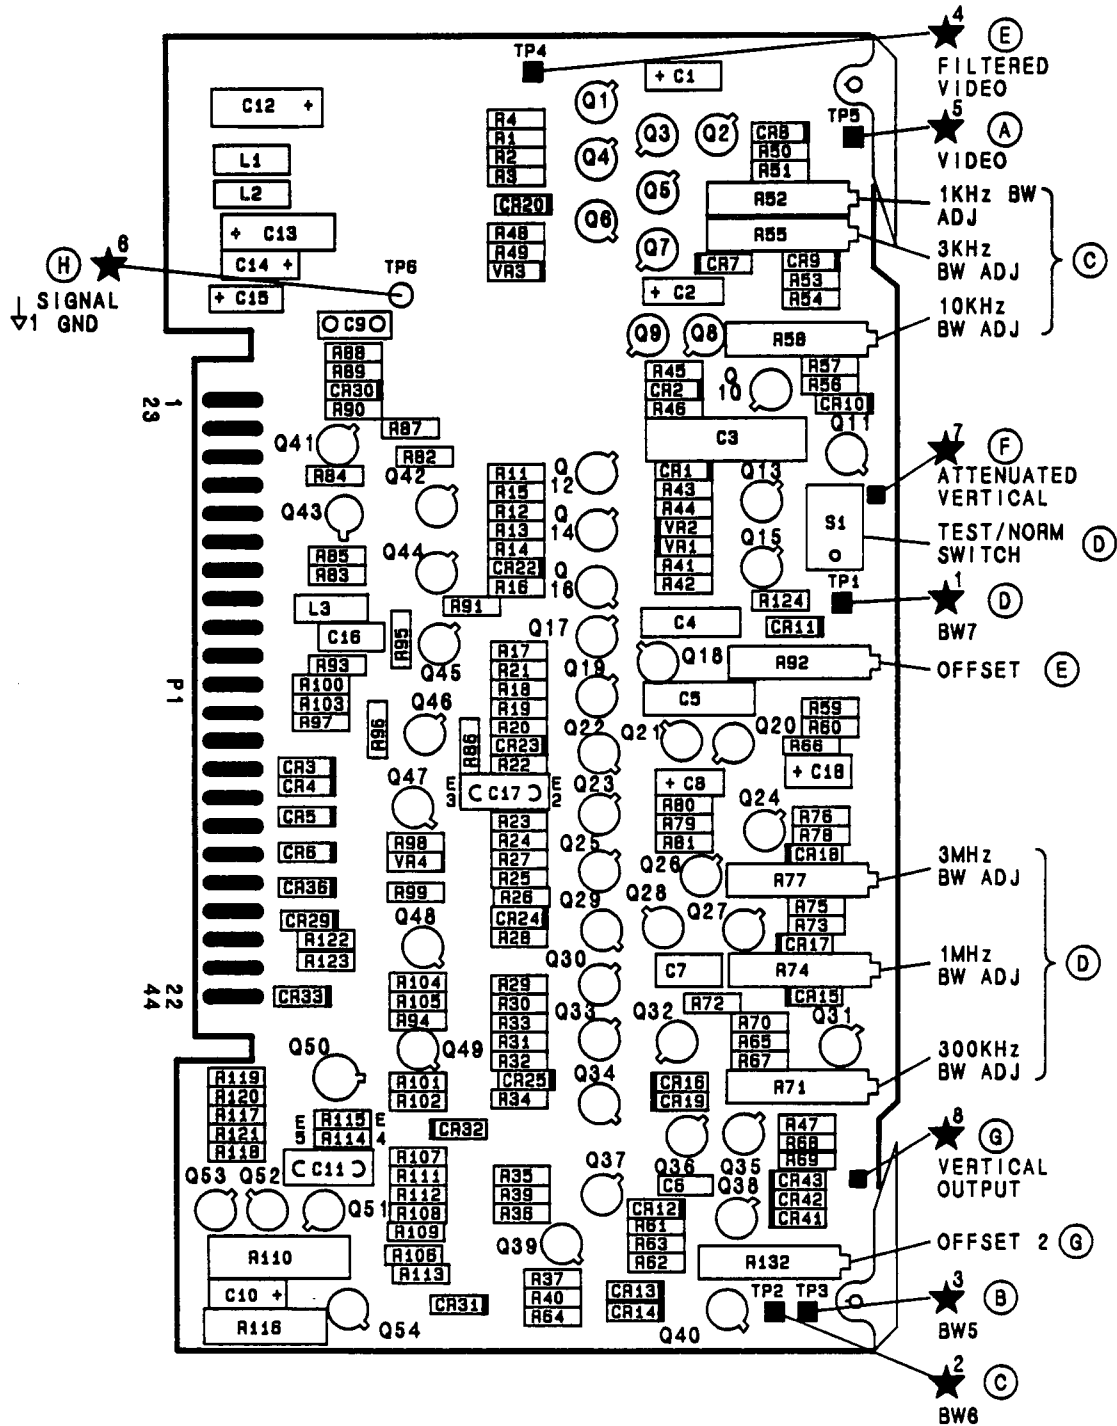 4
E
FILTERED
VIDEO
TP4
+ C1
TP5
5
A
VIDEO
C12 +
Q1
Q3
Q2
R4
R1
R2
R3
CR8
R50
R51
L1
Q4
L2
Q5
R52
1KHz BW
ADJ
CR20
Q6
+ C13
R48
R49
VR3
Q7
R55
3KHz
BW ADJ
C
C14 +
CR7
CR9
R53
R54
6
H
SIGNAL
1 GND
TP6
+ C15
+ C2
10KHz
BW ADJ
C9
Q9
Q8
R58
R88
R89
CR30
R90
R45
CR2
R46
Q
10
R57
R56
CR10
1
23
R87
C3
Q11
Q41
R82
7
F
ATTENUATED
VERTICAL
R84
Q42
R11
R15
R12
R13
R14
CR22
R16
Q
12
CR1
R43
R44
VR2
VR1
R41
R42
Q13
Q43
Q
14
S1
TEST/NORM
SWITCH
D
Q44
Q15
R85
R83
Q
16
TP1
1
D
BW7
R91
R124
L3
C4
CR11
C16
R95
Q17
Q45
R17
R21
R18
R19
R20
CR23
R22
Q18
R92
OFFSET
E
R93
R100
R103
R97
Q19
C5
P1
Q46
R96
R86
Q22
Q21
Q20
R59
R60
R66
+ C18
CR3
CR4
Q47
E
3
C17
E
2
Q23
+ C8
R80
R79
R81
Q24
CR5
R23
R24
R27
R25
R26
CR24
R28
R76
R78
CR18
R98
VR4
Q25
CR6
Q26
R77
3MHz
BW ADJ
CR36
R99
Q29
Q28
Q27
R75
R73
CR17
CR29
R122
R123
Q48
Q30
C7
R74
1MHz
BW ADJ
D
22
44
CR33
R104
R105
R94
R29
R30
R33
R31
R32
CR25
R34
R72
CR15
Q33
Q32
R70
R65
R67
Q31
Q50
Q49
300KHz
BW ADJ
R119
R120
R117
R121
R118
R101
R102
Q34
CR16
CR19
R71
E
5
R115
R114
E
4
CR32
R47
R68
R69
8
G
VERTICAL
OUTPUT
C11
R107
R111
R112
R108
R109
R35
R39
R36
Q37
Q36
Q35
Q53
Q52
C6
Q38
CR43
CR42
CR41
Q51
CR12
R61
R63
R62
R110
R106
R113
Q39
R132
OFFSET 2
G
C10 +
CR31
R37
R40
R64
CR13
CR14
TP2
TP3
3
B
BW5
Q54
Q40
2
C
BW6